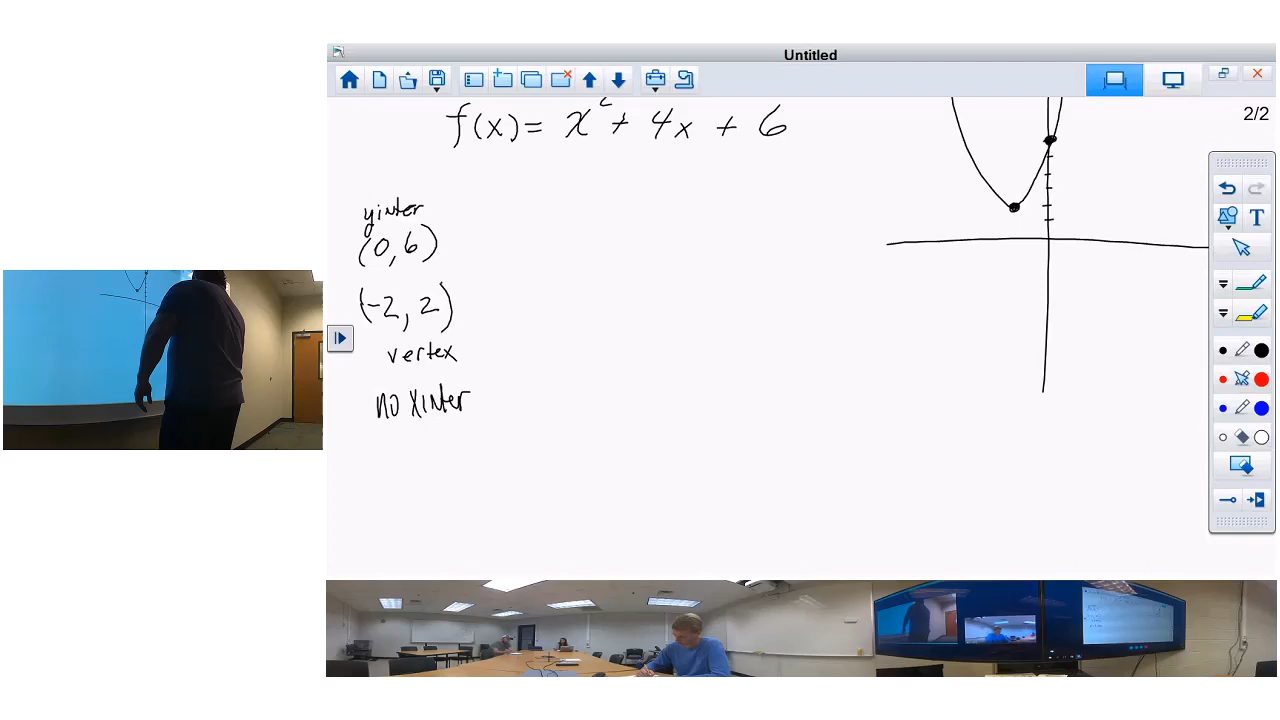 Untitled
2/2
f(x) = x² + 4x + 6
yinter
(0, 6)
(-2, 2)
vertex
no xinter
T